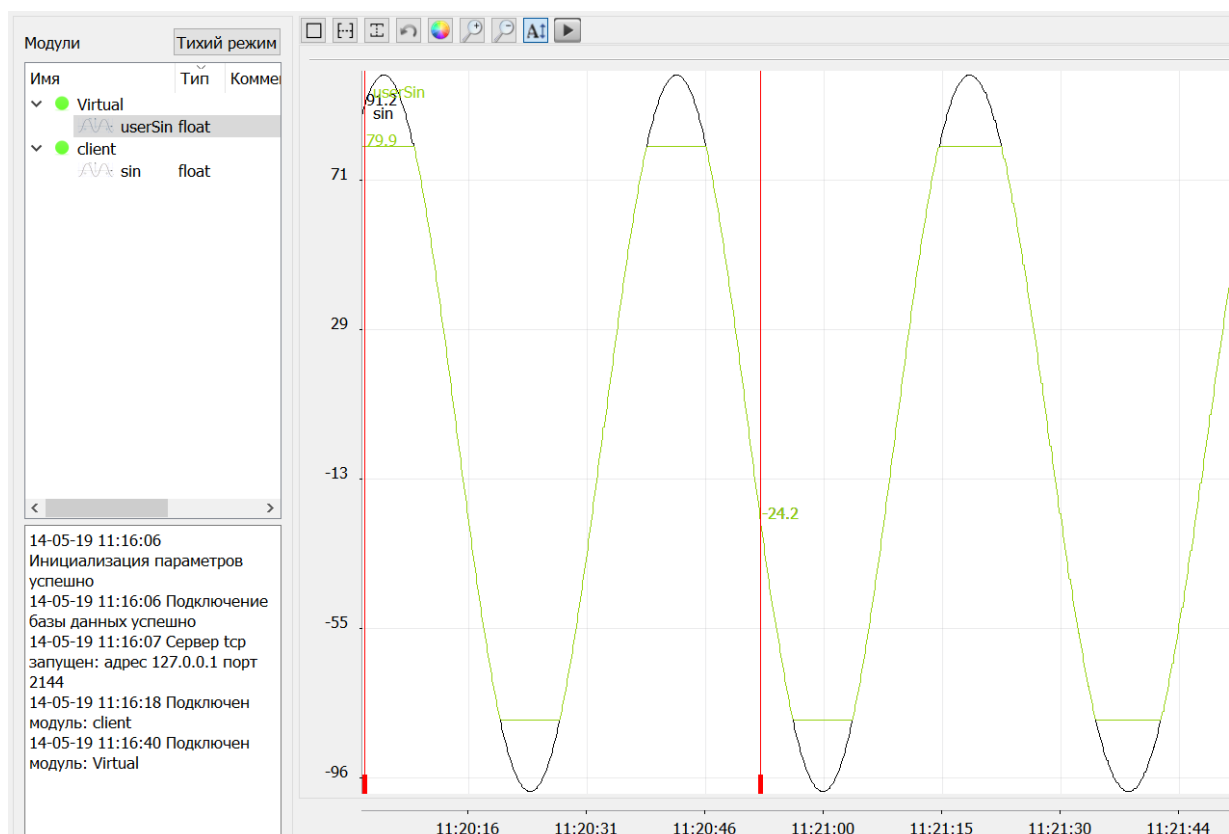 Модули
Тихий режим
Имя Тип Коммен
Virtual
userSin float
client
sin float
14-05-19 11:16:06
Инициализация параметров
успешно
14-05-19 11:16:06 Подключение
базы данных успешно
14-05-19 11:16:07 Сервер tcp
запущен: адрес 127.0.0.1 порт
2144
14-05-19 11:16:18 Подключен
модуль: client
14-05-19 11:16:40 Подключен
модуль: Virtual
A
userSin
91.2
sin
79.9
71
29
-13
-24.2
-55
-96
11:20:16 11:20:31 11:20:46 11:21:00 11:21:15 11:21:30 11:21:44